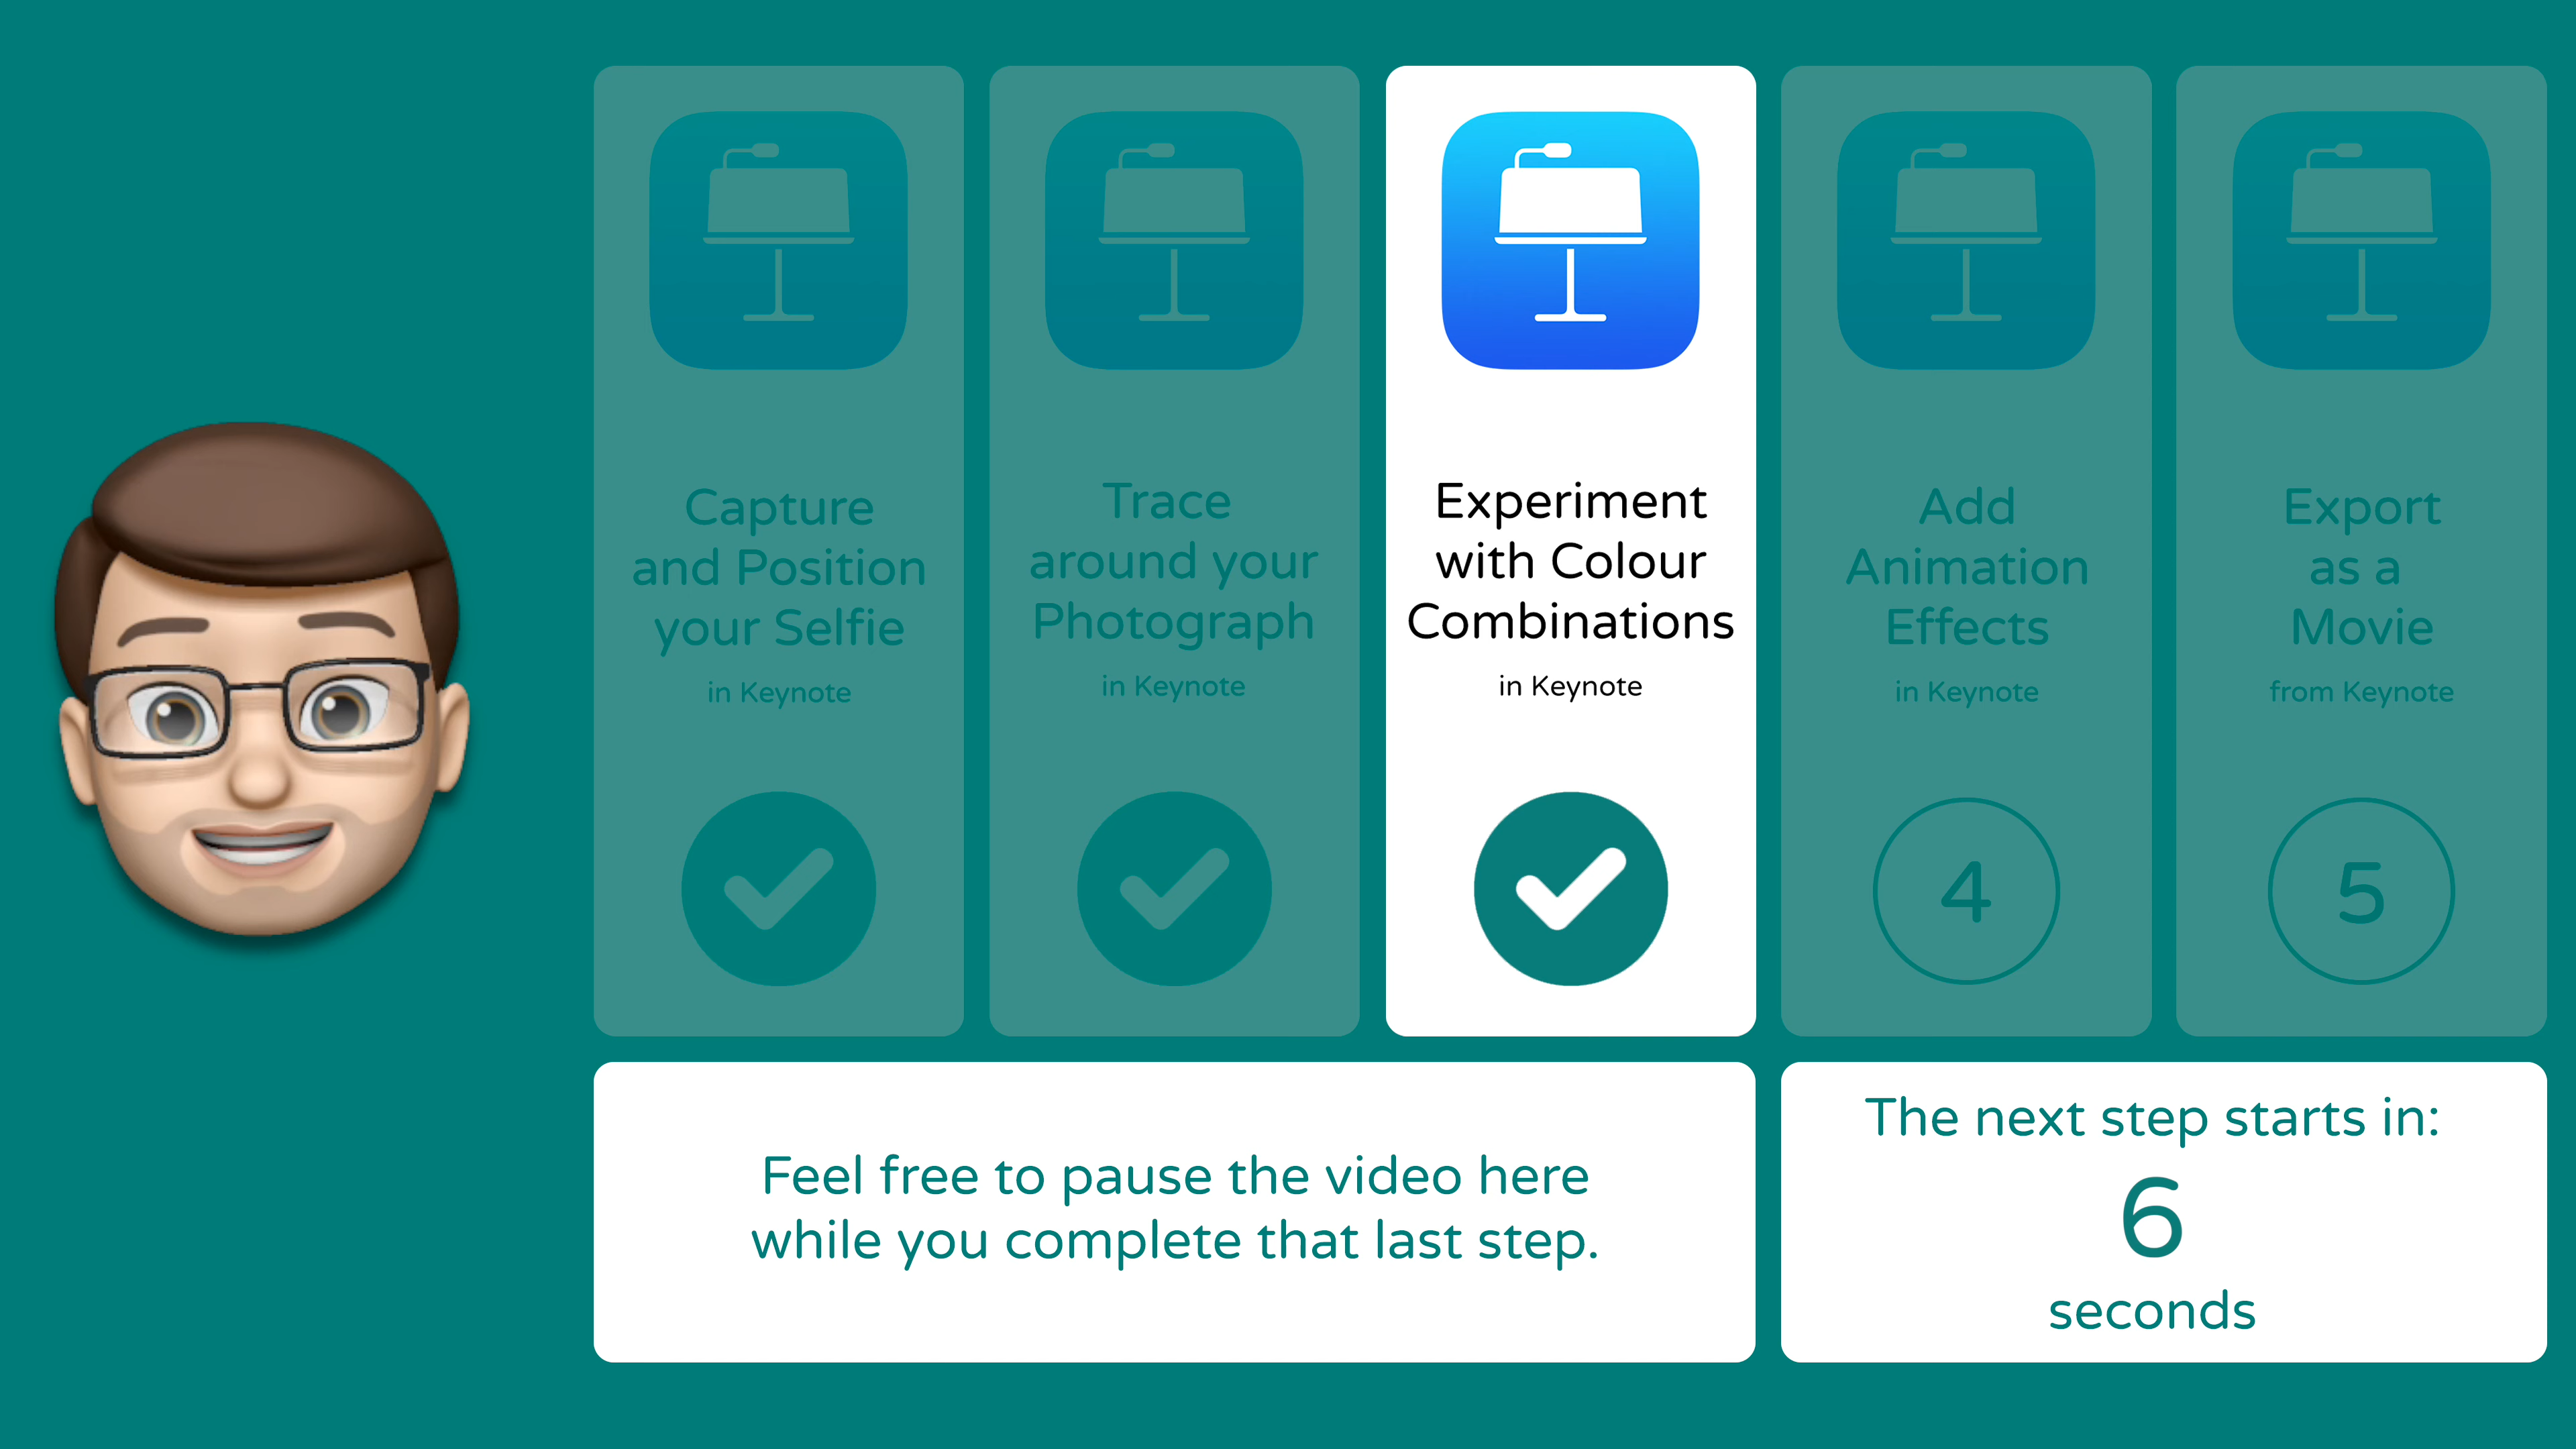 Capture
and Position
your Selfie
in Keynote
Trace
around your
Photograph
in Keynote
Experiment
with Colour
Combinations
in Keynote
Add
Animation
Effects
in Keynote
4
Export
as a
Movie
from Keynote
5
Feel free to pause the video here
while you complete that last step.
The next step starts in:
6
seconds